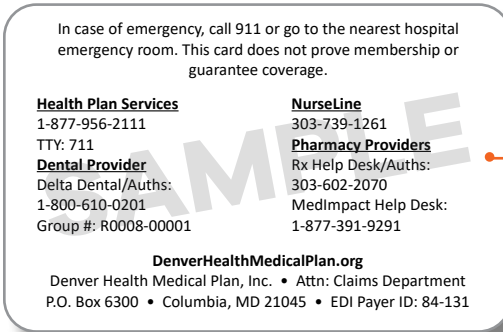 In case of emergency, call 911 or go to the nearest hospital
emergency room. This card does not prove membership or
guarantee coverage.
Health Plan Services
1-877-956-2111
TTY: 711
Dental Provider
Delta Dental/Auths:
1-800-610-0201
Group #: R0008-00001
NurseLine
303-739-1261
Pharmacy Providers
Rx Help Desk/Auths:
303-602-2070
MedImpact Help Desk:
1-877-391-9291
SAMPLE
DenverHealthMedicalPlan.org
Denver Health Medical Plan, Inc. • Attn: Claims Department
P.O. Box 6300 • Columbia, MD 21045 • EDI Payer ID: 84-131